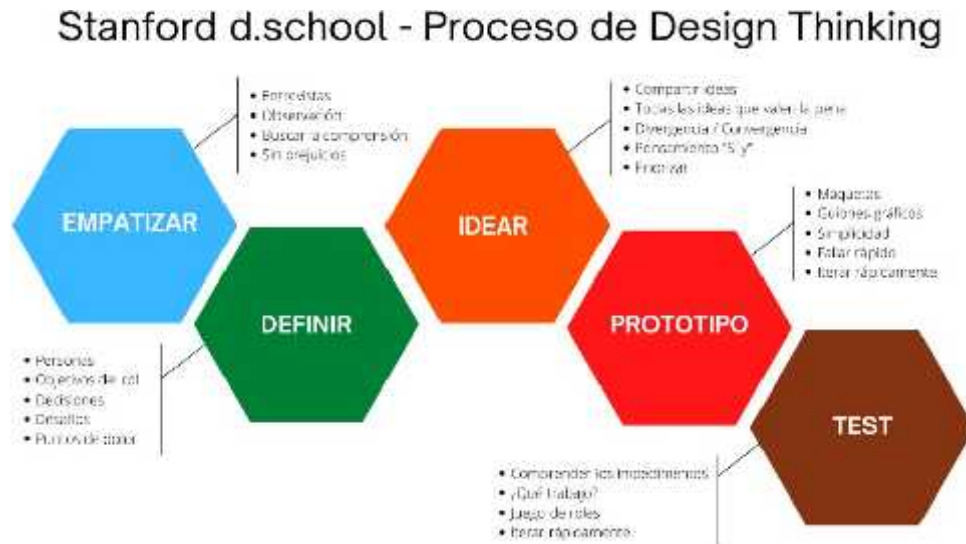 Stanford d.school - Proceso de Design Thinking
EMPATIZAR
• Entrevistas
• Observación
• Buscar la comprensión
• Sin prejuicios
DEFINIR
• Personas
• Objetivos del rol
• Decisiones
• Desafíos
• Puntos de dolor
IDEAR
• Compartir ideas
• Todas las ideas que valen la pena
• Divergencia / Convergencia
• Pensamiento "Sí, y"
• Priorizar
PROTOTIPO
• Maquetas
• Guiones gráficos
• Simplicidad
• Fallar rápido
• Iterar rápidamente
TEST
• Comprender los impedimentos
• ¿Qué trabajo?
• Juego de roles
• Iterar rápidamente